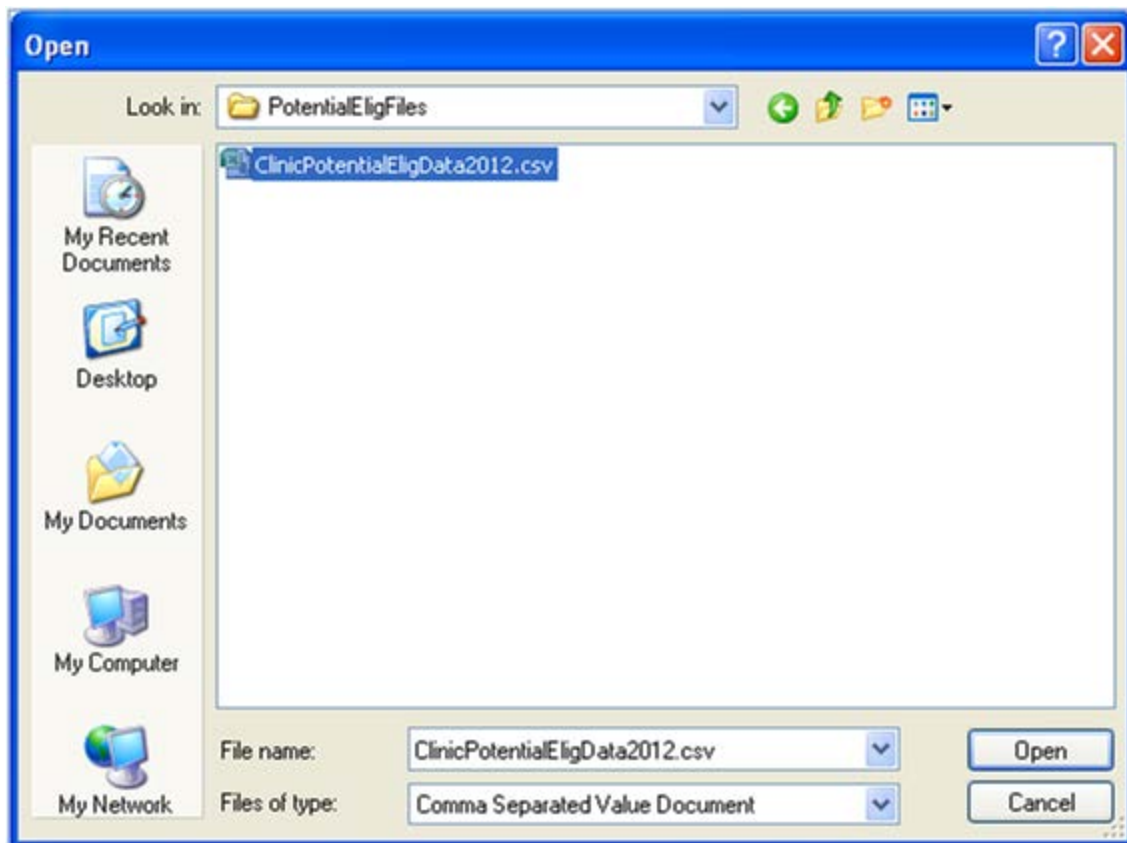 Open
Look in: PotentialEligFiles
ClinicPotentialEligData2012.csv
My Recent
Documents
Desktop
My Documents
My Computer
My Network
File name: ClinicPotentialEligData2012.csv Open
Files of type: Comma Separated Value Document Cancel